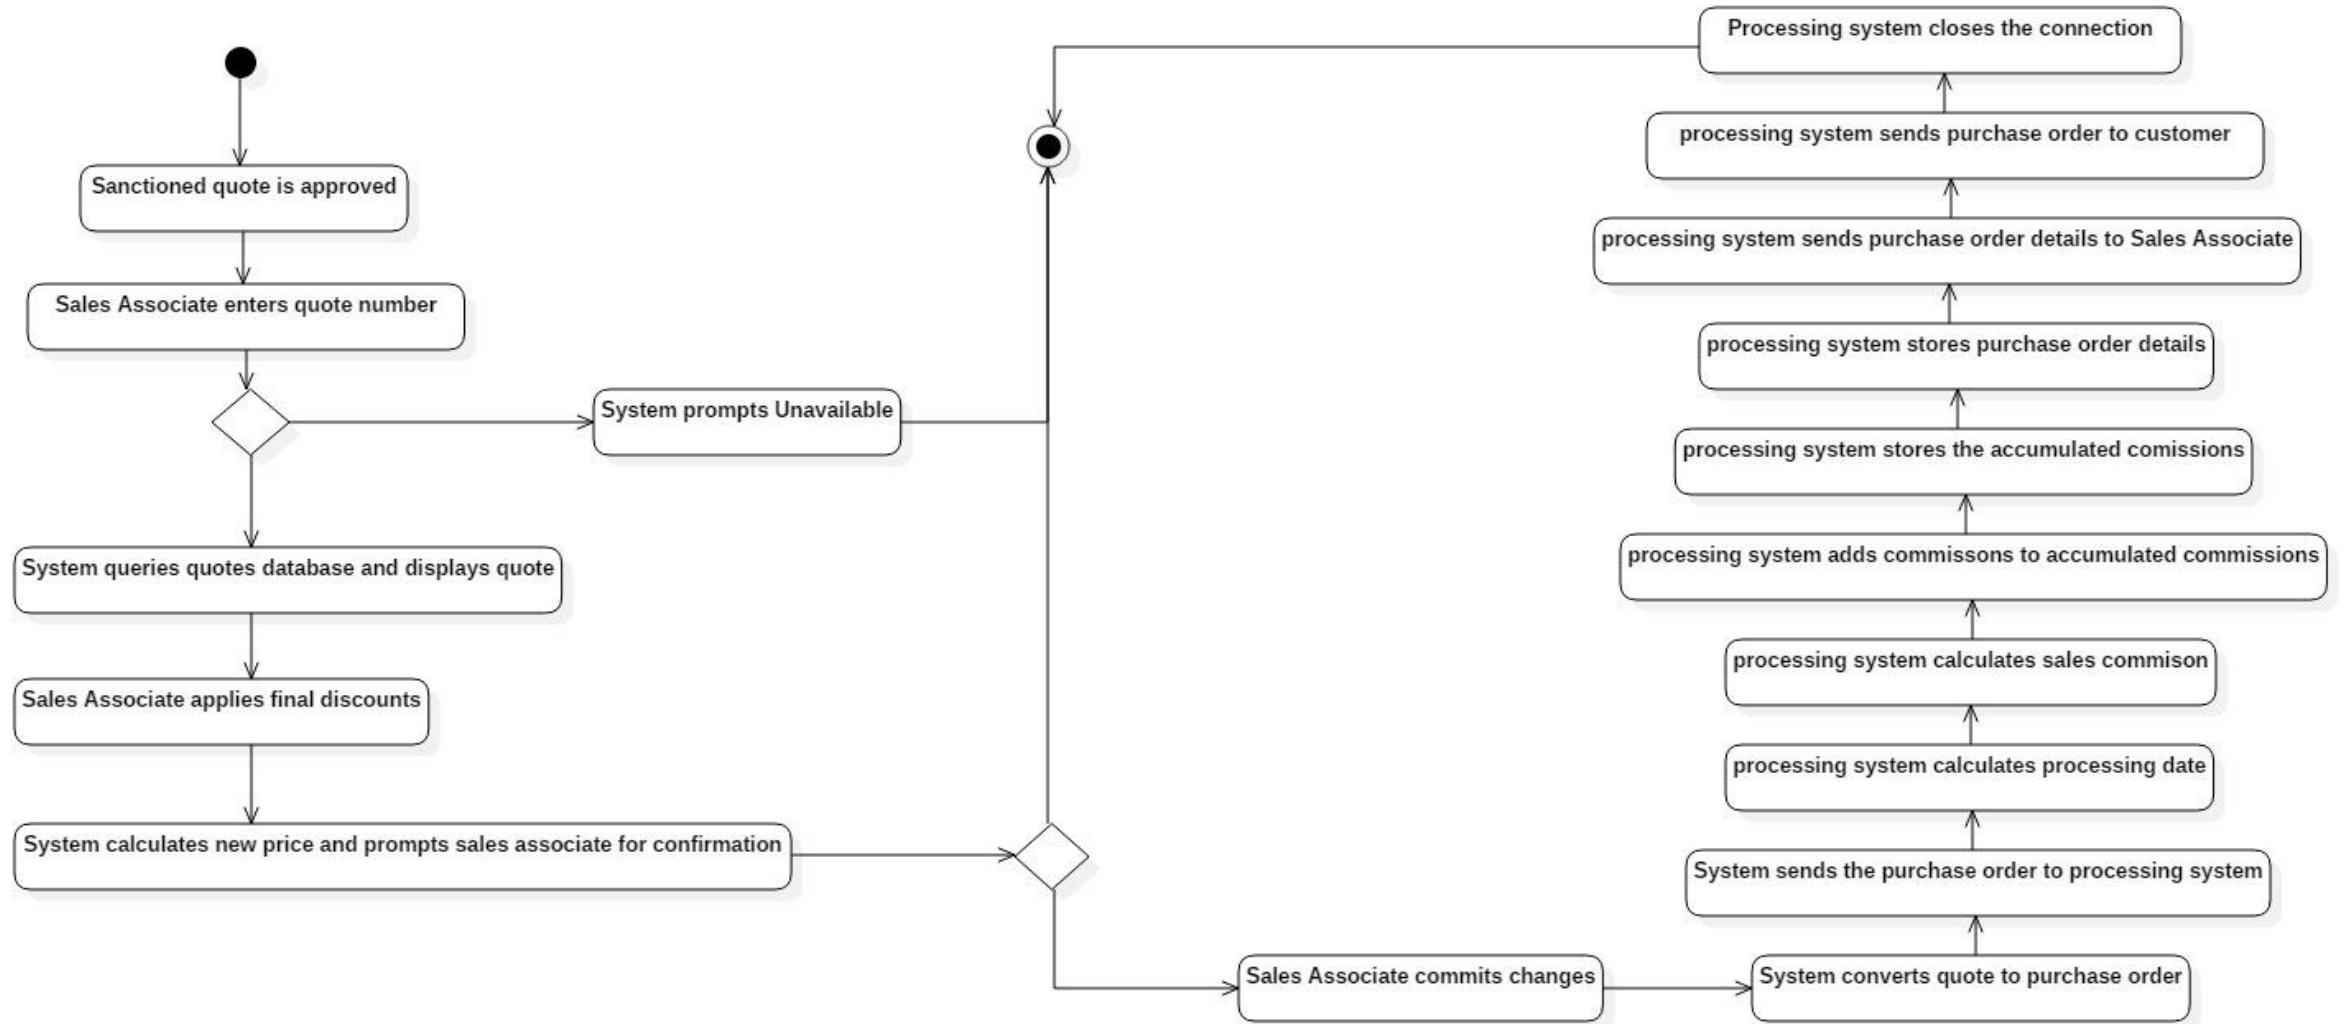 Sanctioned quote is approved
Sales Associate enters quote number
System prompts Unavailable
System queries quotes database and displays quote
Sales Associate applies final discounts
System calculates new price and prompts sales associate for confirmation
Sales Associate commits changes
System converts quote to purchase order
System sends the purchase order to processing system
processing system calculates processing date
processing system calculates sales commison
processing system adds commissons to accumulated commissions
processing system stores the accumulated comissions
processing system stores purchase order details
processing system sends purchase order details to Sales Associate
processing system sends purchase order to customer
Processing system closes the connection